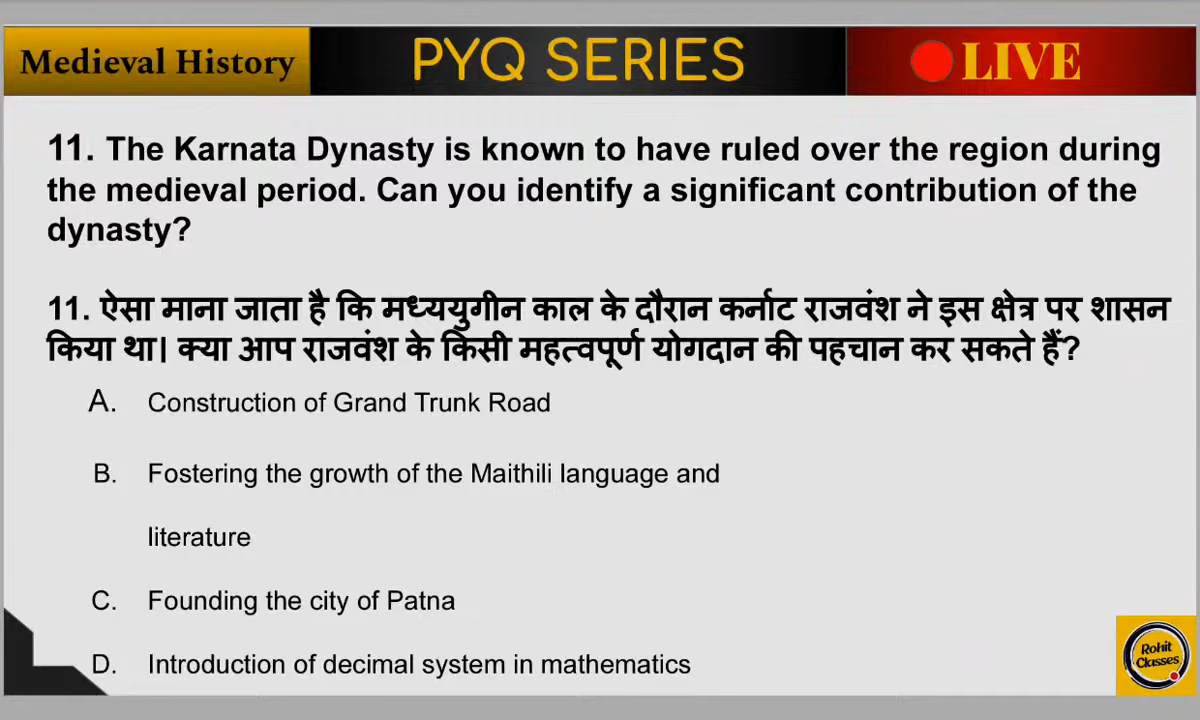 Medieval History
PYQ SERIES
LIVE
11. The Karnata Dynasty is known to have ruled over the region during
the medieval period. Can you identify a significant contribution of the
dynasty?
11. ऐसा माना जाता है कि मध्ययुगीन काल के दौरान कर्नाट राजवंश ने इस क्षेत्र पर शासन
किया था। क्या आप राजवंश के किसी महत्वपूर्ण योगदान की पहचान कर सकते हैं?
A. Construction of Grand Trunk Road
B. Fostering the growth of the Maithili language and
literature
C. Founding the city of Patna
D. Introduction of decimal system in mathematics
Rohit
Classes